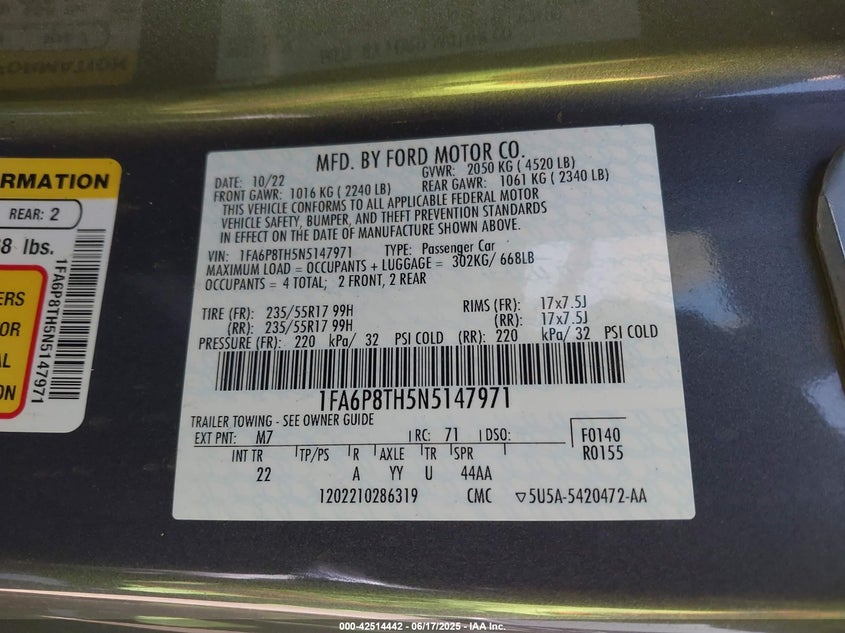 MFD. BY FORD MOTOR CO.
DATE: 10/22 GVWR: 2050 KG ( 4520 LB)
FRONT GAWR: 1016 KG ( 2240 LB) REAR GAWR: 1061 KG ( 2340 LB)
THIS VEHICLE CONFORMS TO ALL APPLICABLE FEDERAL MOTOR
VEHICLE SAFETY, BUMPER, AND THEFT PREVENTION STANDARDS
IN EFFECT ON THE DATE OF MANUFACTURE SHOWN ABOVE.
VIN: 1FA6P8TH5N5147971 TYPE: Passenger Car
MAXIMUM LOAD = OCCUPANTS + LUGGAGE = 302KG/ 668LB
OCCUPANTS = 4 TOTAL; 2 FRONT, 2 REAR
TIRE (FR): 235/55R17 99H RIMS (FR): 17x7.5J
(RR): 235/55R17 99H (RR): 17x7.5J
PRESSURE (FR): 220 kPa/ 32 PSI COLD (RR): 220 kPa/ 32 PSI COLD
1FA6P8TH5N5147971
TRAILER TOWING - SEE OWNER GUIDE
EXT PNT: M7 RC: 71 DSO: F0140
INT TR TP/PS R AXLE TR SPR R0155
22 A YY U 44AA
1202210286319 CMC ▽5U5A-5420472-AA
RMATION
REAR: 2
8 lbs.
ERS
OR
AL
ON
1FA6P8TH5N5147971
000-42514442 - 06/17/2025 - IAA Inc.